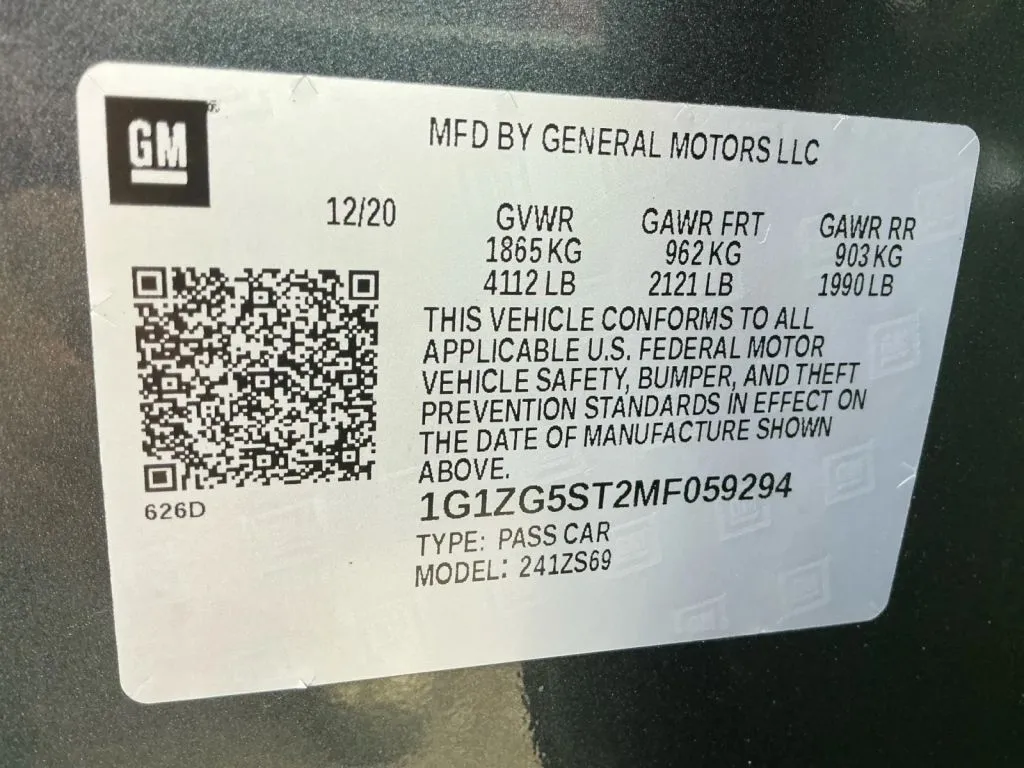 GM
MFD BY GENERAL MOTORS LLC
12/20
GVWR GAWR FRT GAWR RR
1865 KG 962 KG 903 KG
4112 LB 2121 LB 1990 LB
THIS VEHICLE CONFORMS TO ALL
APPLICABLE U.S. FEDERAL MOTOR
VEHICLE SAFETY, BUMPER, AND THEFT
PREVENTION STANDARDS IN EFFECT ON
THE DATE OF MANUFACTURE SHOWN
ABOVE.
626D
1G1ZG5ST2MF059294
TYPE: PASS CAR
MODEL: 241ZS69